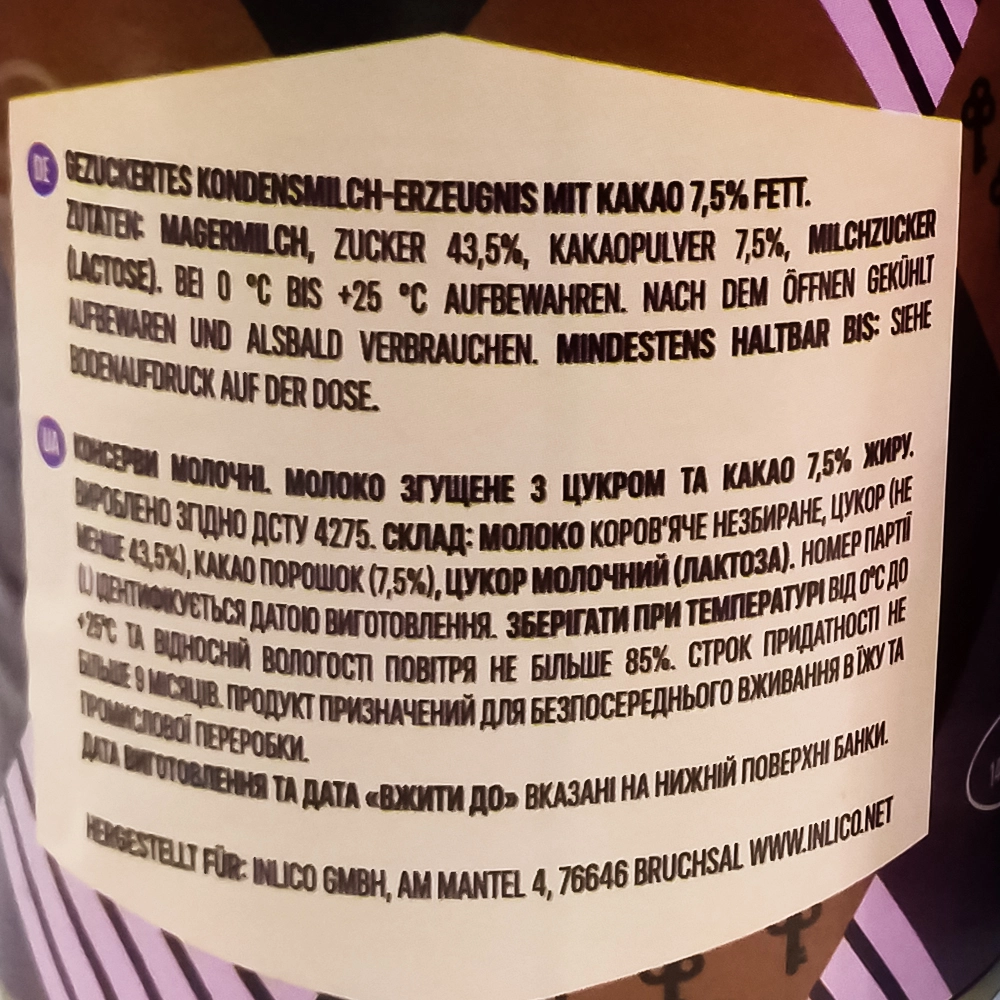 DE GEZUCKERTES KONDENSMILCH-ERZEUGNIS MIT KAKAO 7,5% FETT.
ZUTATEN: MAGERMILCH, ZUCKER 43,5%, KAKAOPULVER 7,5%, MILCHZUCKER
(LACTOSE). BEI 0 °C BIS +25 °C AUFBEWAHREN. NACH DEM ÖFFNEN GEKÜHLT
AUFBEWAREN UND ALSBALD VERBRAUCHEN. MINDESTENS HALTBAR BIS: SIEHE
BODENAUFDRUCK AUF DER DOSE.
UA КОНСЕРВИ МОЛОЧНІ. МОЛОКО ЗГУЩЕНЕ З ЦУКРОМ ТА КАКАО 7,5% ЖИРУ.
ВИРОБЛЕНО ЗГІДНО ДСТУ 4275. СКЛАД: МОЛОКО КОРОВ'ЯЧЕ НЕЗБИРАНЕ, ЦУКОР (НЕ
МЕНШЕ 43,5%), КАКАО ПОРОШОК (7,5%), ЦУКОР МОЛОЧНИЙ (ЛАКТОЗА). НОМЕР ПАРТІЇ
(L) ІДЕНТИФІКУЄТЬСЯ ДАТОЮ ВИГОТОВЛЕННЯ. ЗБЕРІГАТИ ПРИ ТЕМПЕРАТУРІ ВІД 0°С ДО
+25°С ТА ВІДНОСНІЙ ВОЛОГОСТІ ПОВІТРЯ НЕ БІЛЬШЕ 85%. СТРОК ПРИДАТНОСТІ НЕ
БІЛЬШЕ 9 МІСЯЦІВ. ПРОДУКТ ПРИЗНАЧЕНИЙ ДЛЯ БЕЗПОСЕРЕДНЬОГО ВЖИВАННЯ В ЇЖУ ТА
ПРОМИСЛОВОЇ ПЕРЕРОБКИ.
ДАТА ВИГОТОВЛЕННЯ ТА ДАТА «ВЖИТИ ДО» ВКАЗАНІ НА НИЖНІЙ ПОВЕРХНІ БАНКИ.
HERGESTELLT FÜR: INLICO GMBH, AM MANTEL 4, 76646 BRUCHSAL WWW.INLICO.NET